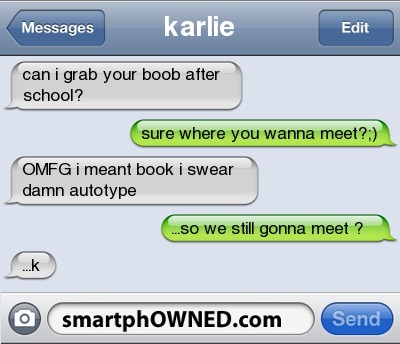 Messages
karlie
Edit
can i grab your boob after
school?
sure where you wanna meet?;)
OMFG i meant book i swear
damn autotype
...so we still gonna meet ?
...k
smartphOWNED.com
Send